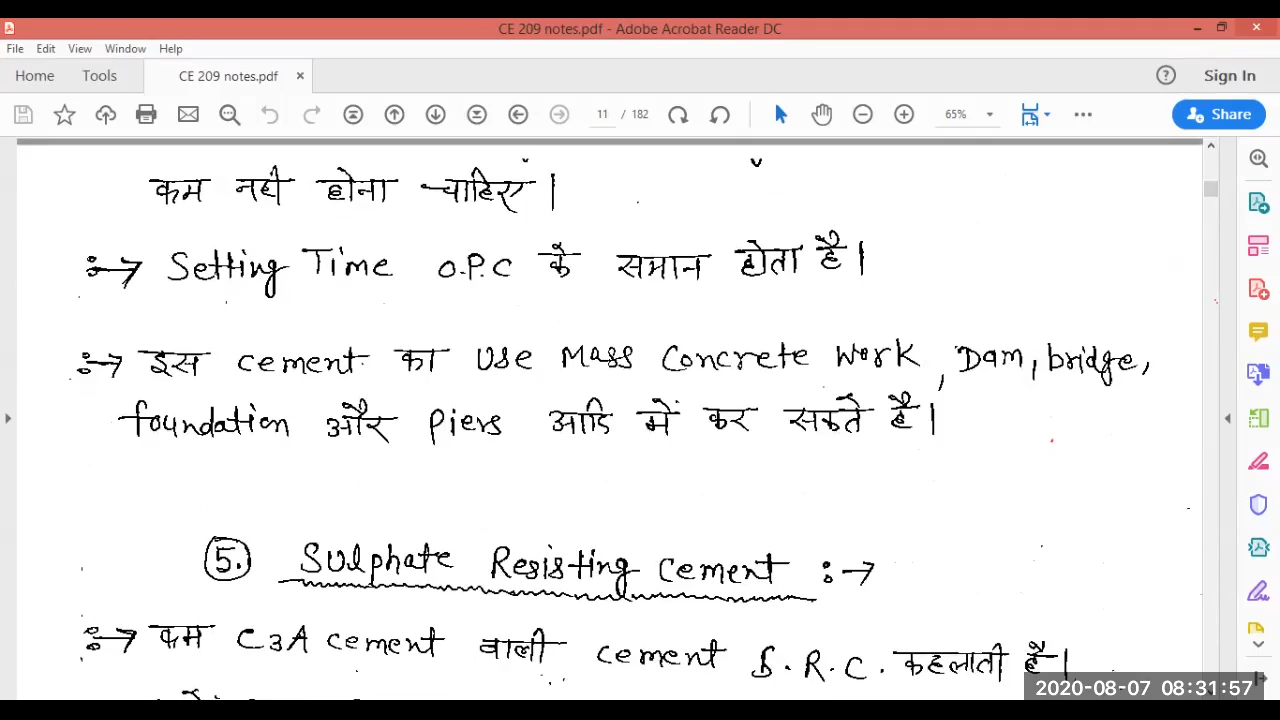 CE 209 notes.pdf - Adobe Acrobat Reader DC
File Edit View Window Help
Home Tools CE 209 notes.pdf × Sign In
11 / 182 65% Share
कम नही होना चाहिए |
:→ Setting Time O.P.C के समान होता है |
:→ इस cement का Use Mass Concrete Work, Dam, bridge,
foundation और Piers आदि में कर सकते है |
5. Sulphate Resisting Cement :→
:→ कम C3A cement वाली cement S.R.C. कहलाती है |
2020-08-07 08:31:57